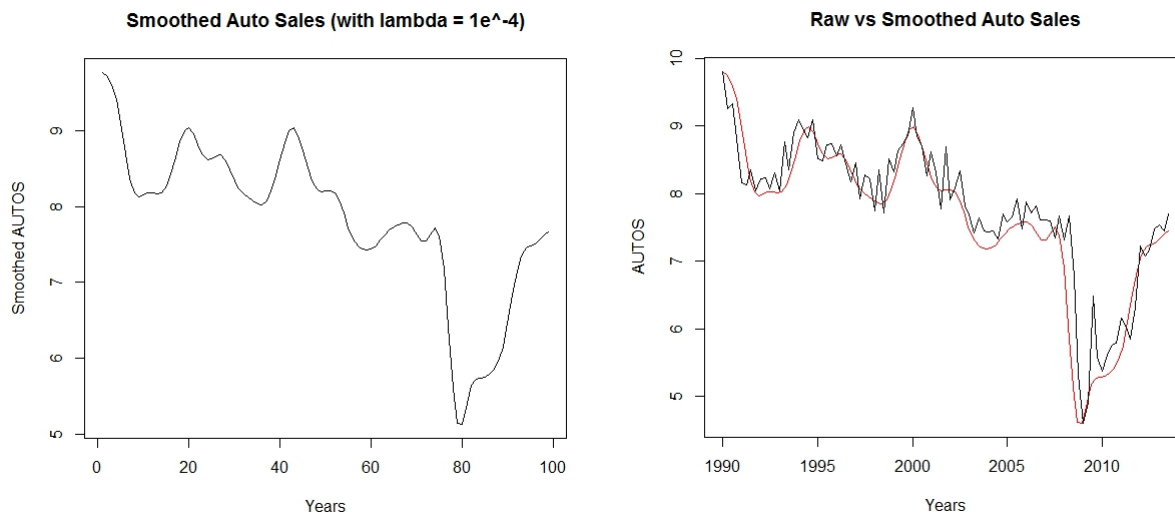 Smoothed Auto Sales (with lambda = 1e^-4)
Smoothed AUTOS
9
8
7
6
5
0 20 40 60 80 100
Years
Raw vs Smoothed Auto Sales
AUTOS
10
9
8
7
6
5
1990 1995 2000 2005 2010
Years